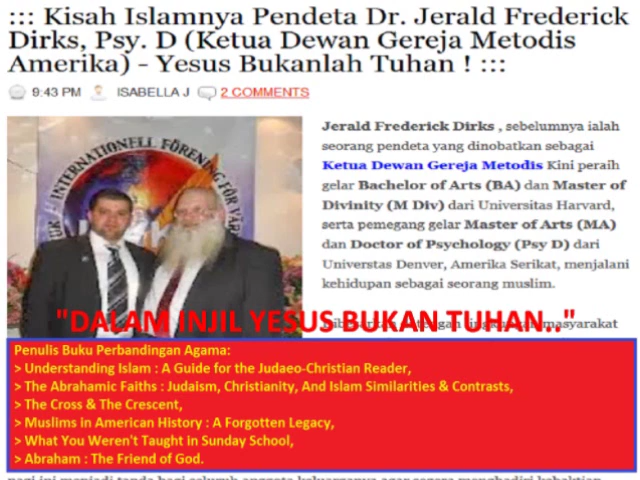 ::: Kisah Islamnya Pendeta Dr. Jerald Frederick
Dirks, Psy. D (Ketua Dewan Gereja Metodis
Amerika) - Yesus Bukanlah Tuhan ! :::
9:43 PM ISABELLA J 2 COMMENTS
INTERNATIONELL FÖRENING FÖR
Jerald Frederick Dirks , sebelumnya ialah
seorang pendeta yang dinobatkan sebagai
Ketua Dewan Gereja Metodis Kini peraih
gelar Bachelor of Arts (BA) dan Master of
Divinity (M Div) dari Universitas Harvard,
serta pemegang gelar Master of Arts (MA)
dan Doctor of Psychology (Psy D) dari
Universtas Denver, Amerika Serikat, menjalani
kehidupan sebagai seorang muslim.
masyarakat
"DALAM INJIL YESUS BUKAN TUHAN.."
Penulis Buku Perbandingan Agama:
> Understanding Islam : A Guide for the Judaeo-Christian Reader,
> The Abrahamic Faiths : Judaism, Christianity, And Islam Similarities & Contrasts,
> The Cross & The Crescent,
> Muslims in American History : A Forgotten Legacy,
> What You Weren't Taught in Sunday School,
> Abraham : The Friend of God.